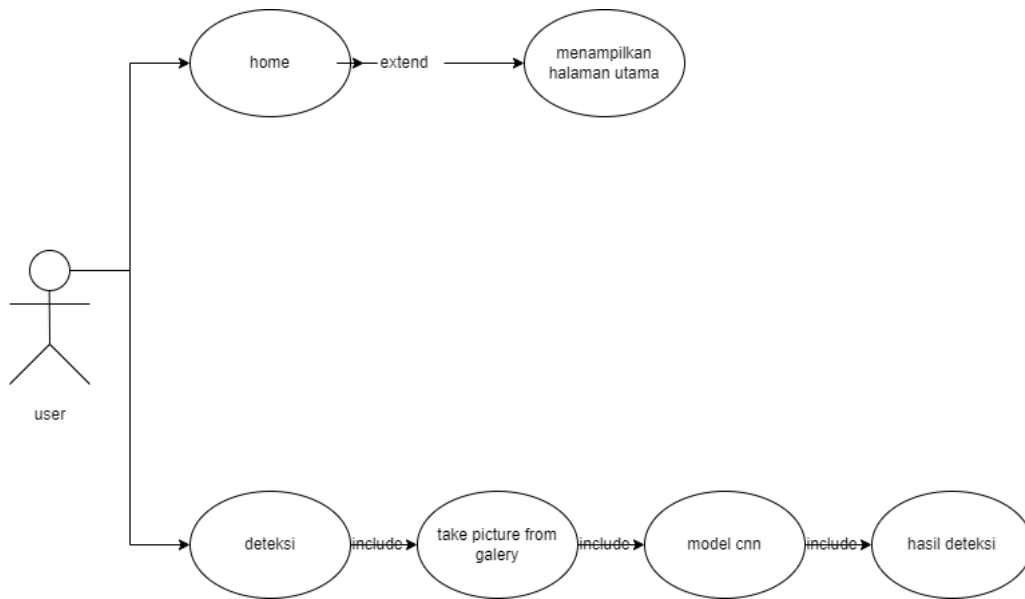 home
extend
menampilkan
halaman utama
user
deteksi
include
take picture from
galery
include
model cnn
include
hasil deteksi